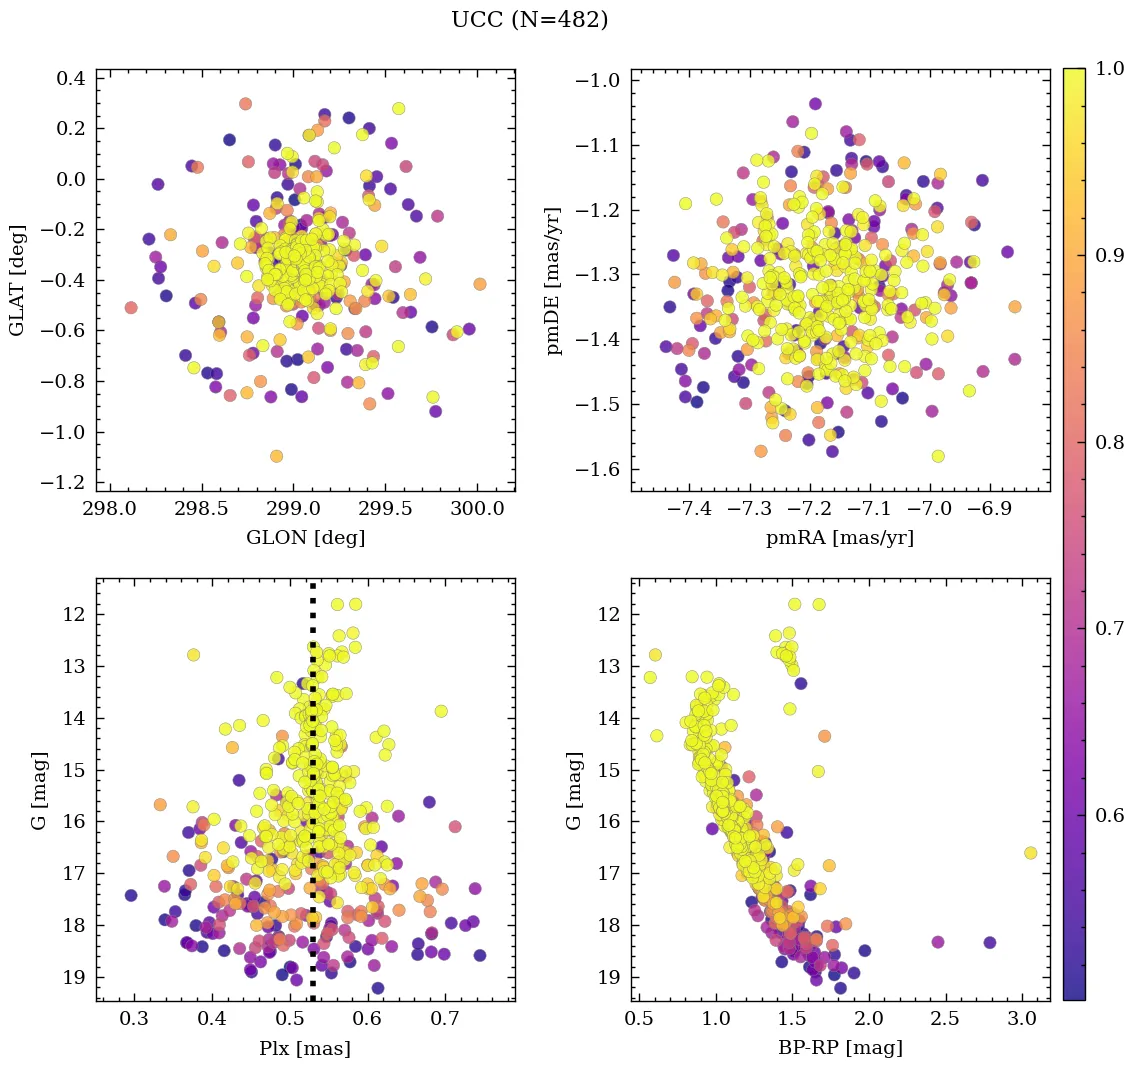 UCC (N=482)
0.4
0.2
0.0
−0.2
−0.4
−0.6
−0.8
−1.0
−1.2
GLAT [deg]
298.0 298.5 299.0 299.5 300.0
GLON [deg]
−1.0
−1.1
−1.2
−1.3
−1.4
−1.5
−1.6
pmDE [mas/yr]
−7.4 −7.3 −7.2 −7.1 −7.0 −6.9
pmRA [mas/yr]
1.0
0.9
0.8
0.7
0.6
12
13
14
15
16
17
18
19
G [mag]
0.3 0.4 0.5 0.6 0.7
Plx [mas]
12
13
14
15
16
17
18
19
G [mag]
0.5 1.0 1.5 2.0 2.5 3.0
BP-RP [mag]